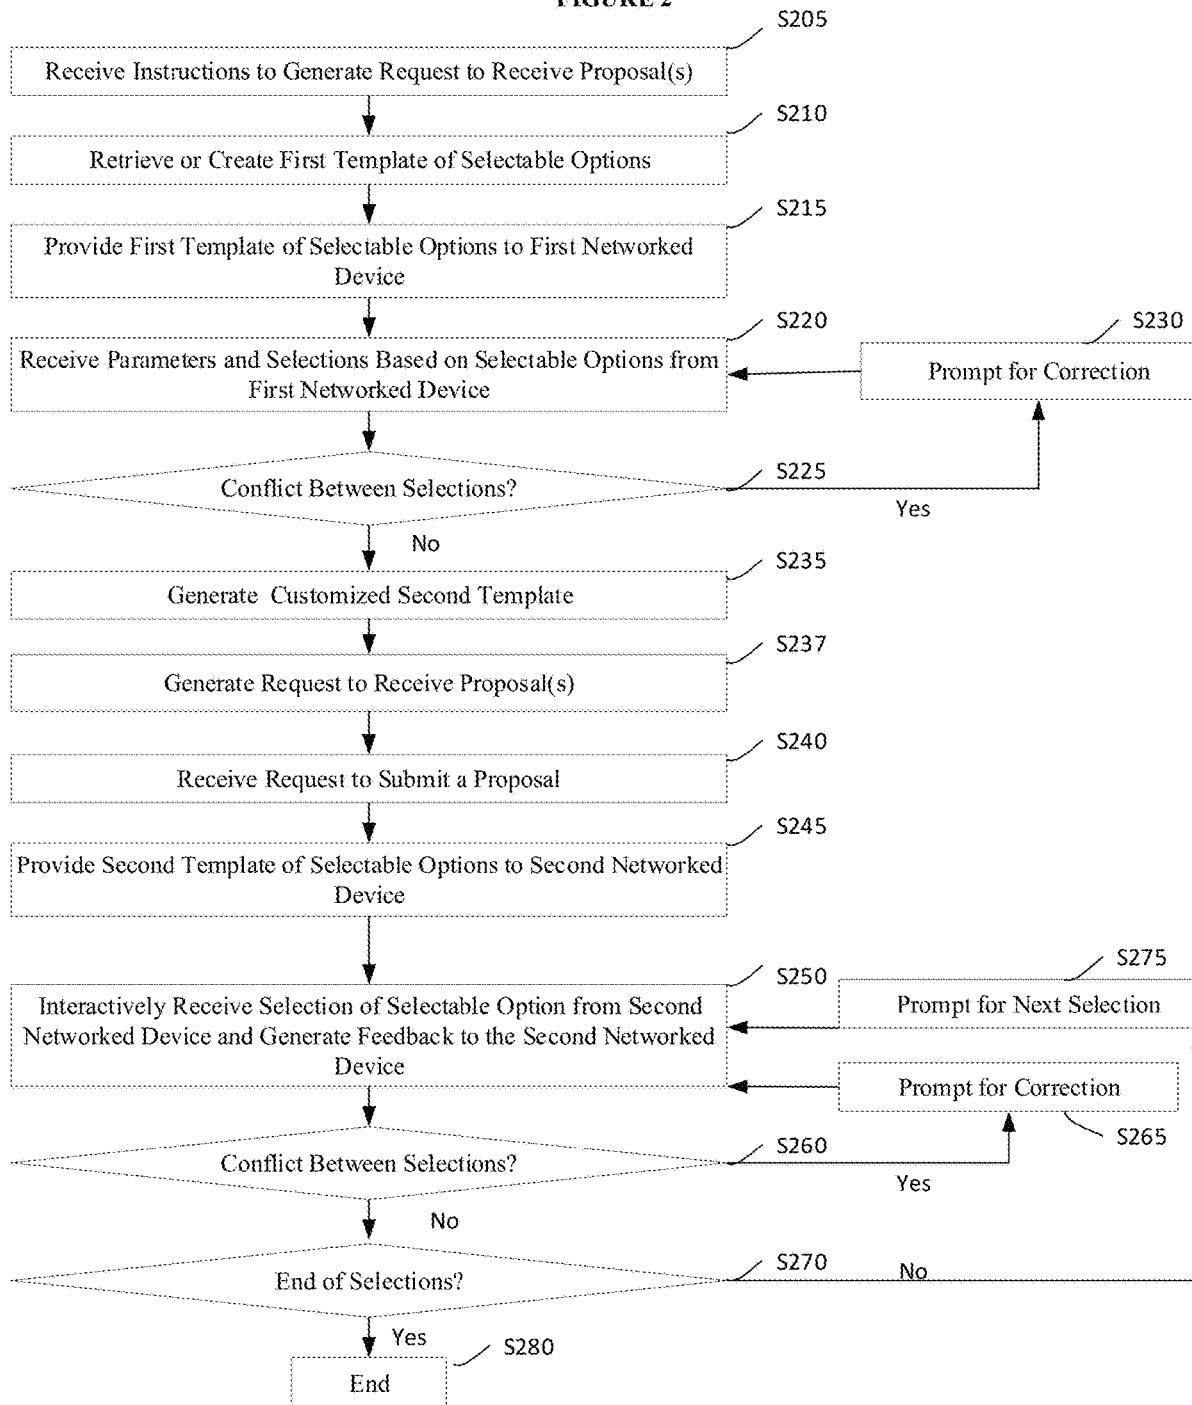 FIGURE 2
S205
Receive Instructions to Generate Request to Receive Proposal(s)
S210
Retrieve or Create First Template of Selectable Options
S215
Provide First Template of Selectable Options to First Networked
Device
S220
S230
Receive Parameters and Selections Based on Selectable Options from
First Networked Device
Prompt for Correction
S225
Conflict Between Selections?
Yes
No
S235
Generate Customized Second Template
S237
Generate Request to Receive Proposal(s)
S240
Receive Request to Submit a Proposal
S245
Provide Second Template of Selectable Options to Second Networked
Device
S250
S275
Interactively Receive Selection of Selectable Option from Second
Networked Device and Generate Feedback to the Second Networked
Device
Prompt for Next Selection
Prompt for Correction
S265
S260
Conflict Between Selections?
Yes
No
S270
End of Selections?
No
Yes
S280
End